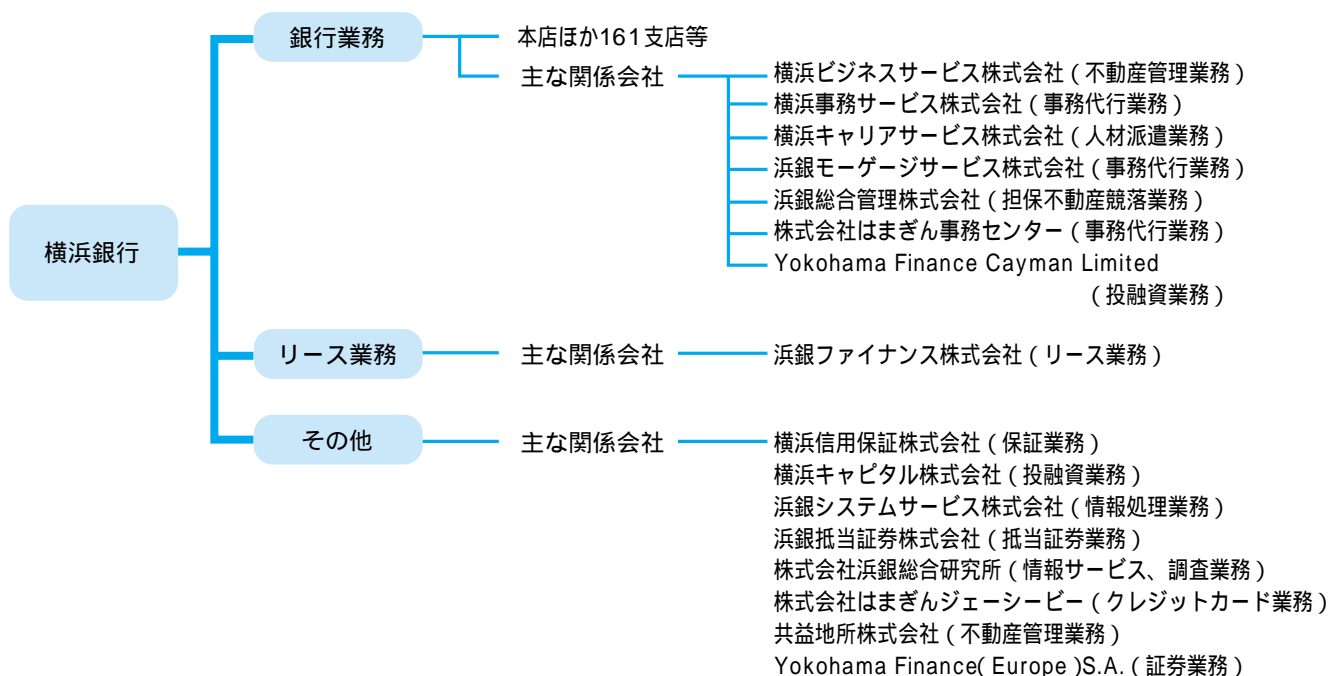 横浜銀行
銀行業務
本店ほか161支店等
主な関係会社
横浜ビジネスサービス株式会社(不動産管理業務)
横浜事務サービス株式会社(事務代行業務)
横浜キャリアサービス株式会社(人材派遣業務)
浜銀モーゲージサービス株式会社(事務代行業務)
浜銀総合管理株式会社(担保不動産競落業務)
株式会社はまぎん事務センター(事務代行業務)
Yokohama Finance Cayman Limited
(投融資業務)
リース業務
主な関係会社
浜銀ファイナンス株式会社(リース業務)
その他
主な関係会社
横浜信用保証株式会社(保証業務)
横浜キャピタル株式会社(投融資業務)
浜銀システムサービス株式会社(情報処理業務)
浜銀抵当証券株式会社(抵当証券業務)
株式会社浜銀総合研究所(情報サービス、調査業務)
株式会社はまぎんジェーシービー(クレジットカード業務)
共益地所株式会社(不動産管理業務)
Yokohama Finance(Europe)S.A.(証券業務)